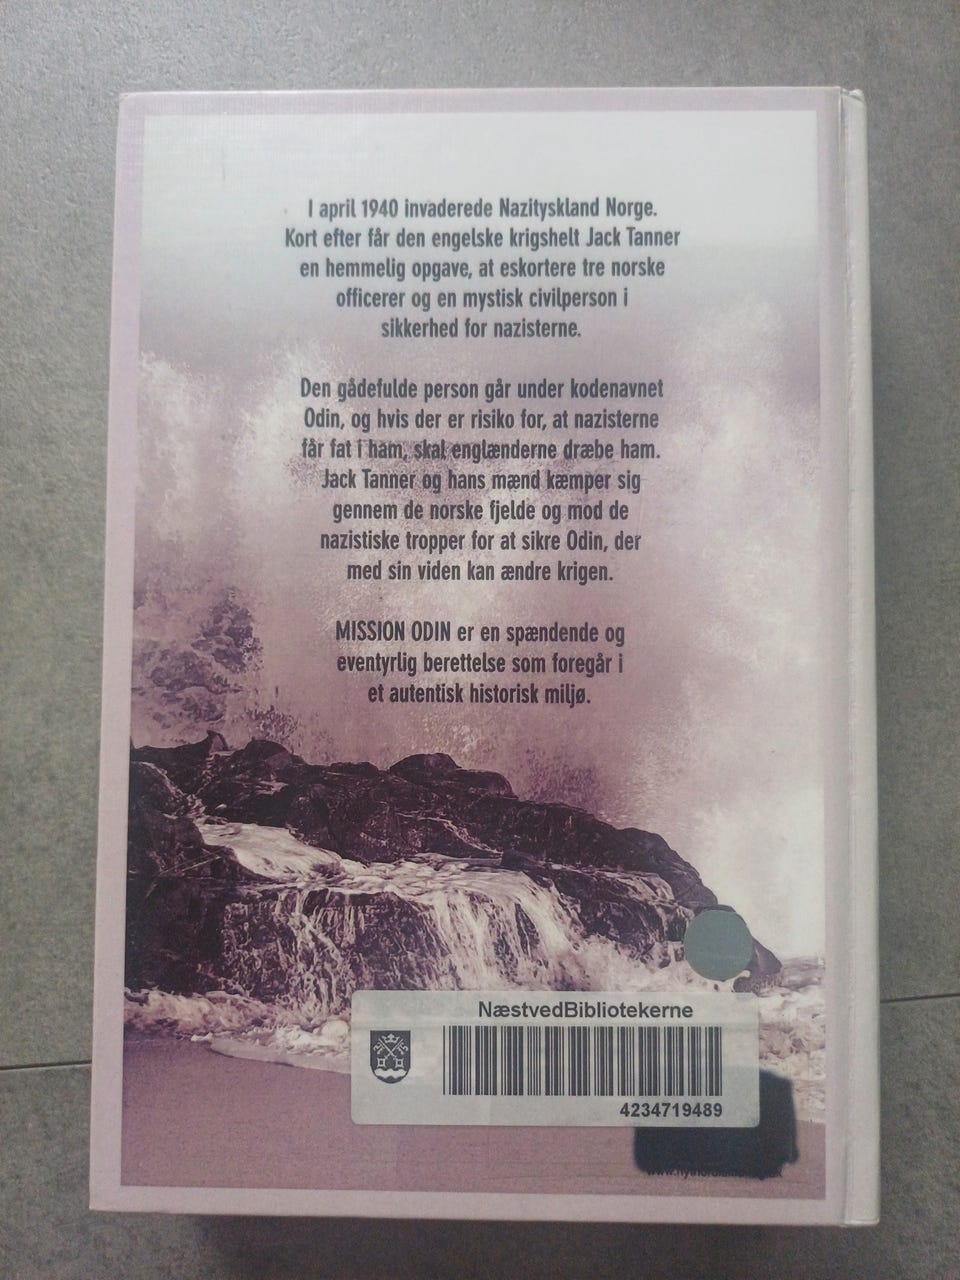 I april 1940 invaderede Nazityskland Norge.
Kort efter får den engelske krigshelt Jack Tanner
en hemmelig opgave, at eskortere tre norske
officerer og en mystisk civilperson i
sikkerhed for nazisterne.
Den gådefulde person går under kodenavnet
Odin, og hvis der er risiko for, at nazisterne
får fat i ham, skal englænderne dræbe ham.
Jack Tanner og hans mænd kæmper sig
gennem de norske fjelde og mod de
nazistiske tropper for at sikre Odin, der
med sin viden kan ændre krigen.
MISSION ODIN er en spændende og
eventyrlig berettelse som foregår i
et autentisk historisk miljø.
NæstvedBibliotekerne
4234719489